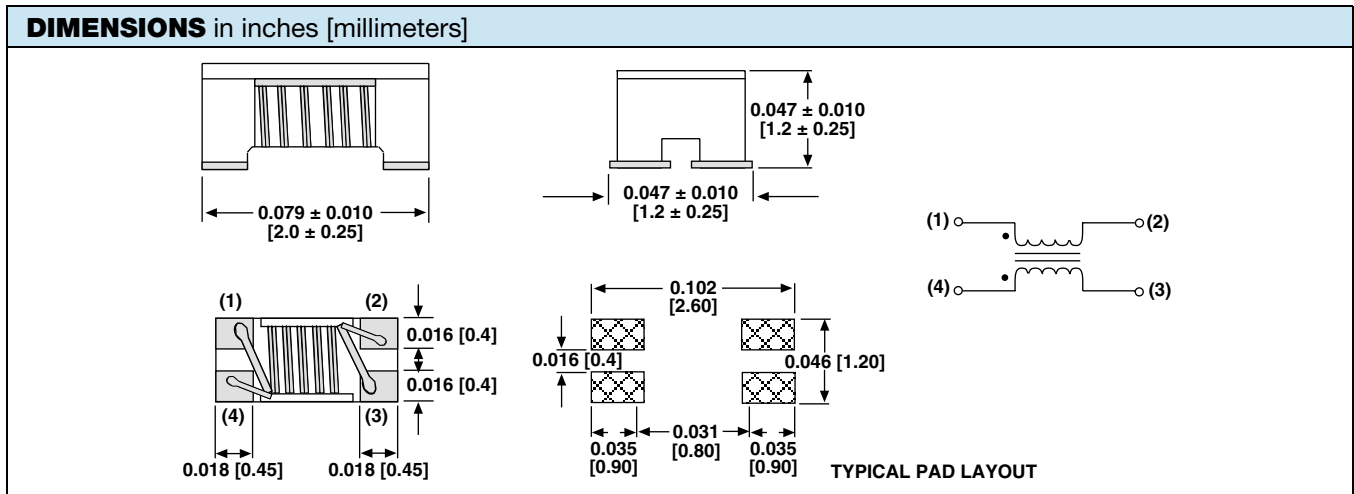 DIMENSIONS in inches [millimeters]
0.079 ± 0.010
[2.0 ± 0.25]
0.047 ± 0.010
[1.2 ± 0.25]
0.047 ± 0.010
[1.2 ± 0.25]
(1)
(2)
(4)
(3)
(1)
(2)
0.016 [0.4]
0.016 [0.4]
(4)
(3)
0.018 [0.45]
0.018 [0.45]
0.102
[2.60]
0.016 [0.4]
0.046 [1.20]
0.035
[0.90]
0.031
[0.80]
0.035
[0.90]
TYPICAL PAD LAYOUT